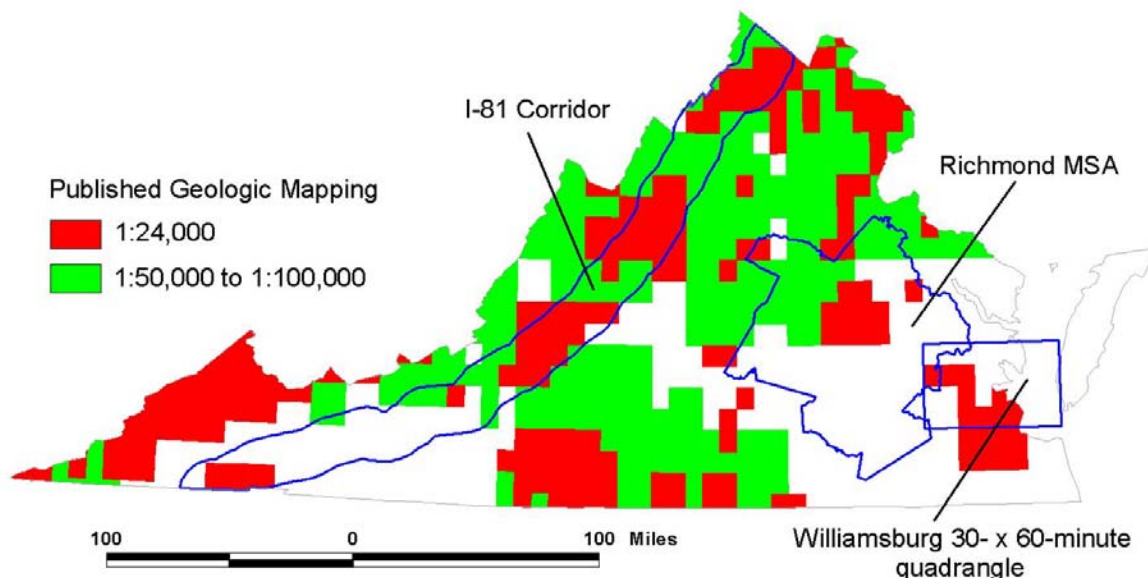 I-81 Corridor
Richmond MSA
Published Geologic Mapping
1:24,000
1:50,000 to 1:100,000
100 0 100 Miles
Williamsburg 30- x 60-minute
quadrangle